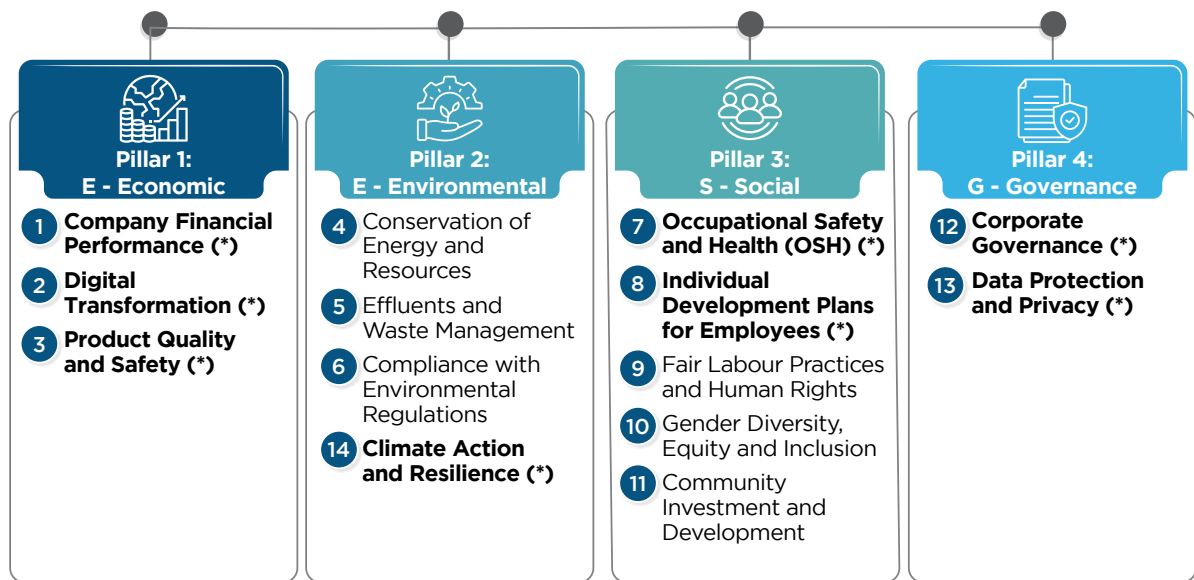 Pillar 1:
E - Economic
1 Company Financial
Performance (*)
2 Digital
Transformation (*)
3 Product Quality
and Safety (*)
Pillar 2:
E - Environmental
4 Conservation of
Energy and
Resources
5 Effluents and
Waste Management
6 Compliance with
Environmental
Regulations
14 Climate Action
and Resilience (*)
Pillar 3:
S - Social
7 Occupational Safety
and Health (OSH) (*)
8 Individual
Development Plans
for Employees (*)
9 Fair Labour Practices
and Human Rights
10 Gender Diversity,
Equity and Inclusion
11 Community
Investment and
Development
Pillar 4:
G - Governance
12 Corporate
Governance (*)
13 Data Protection
and Privacy (*)